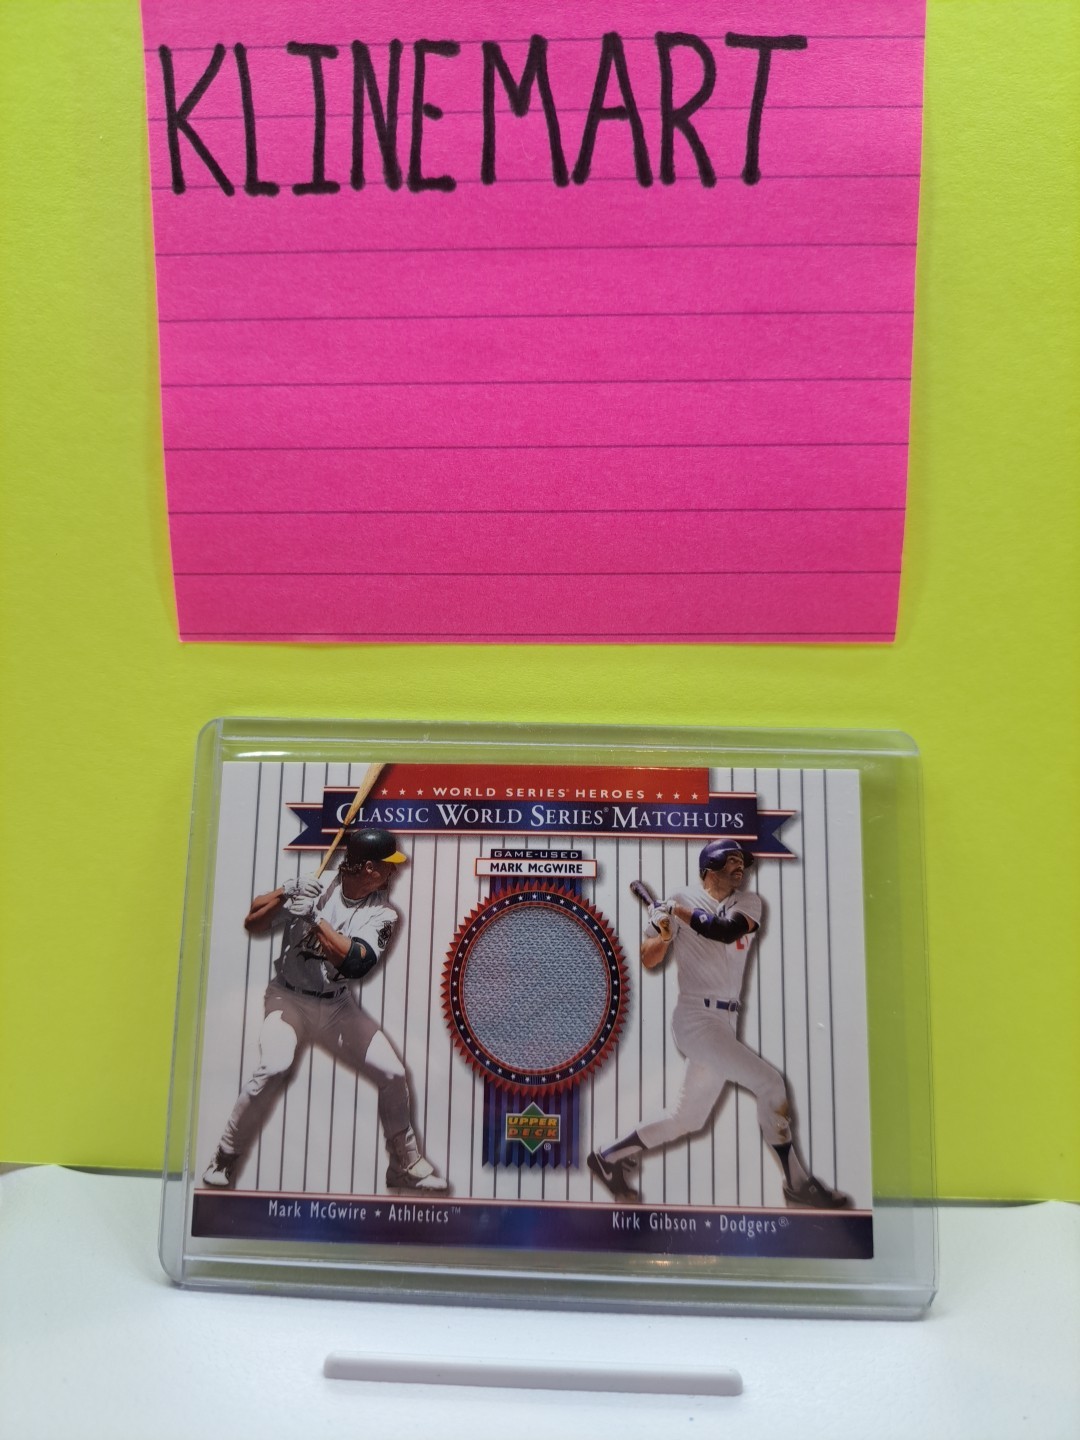 KLINEMART
★ ★ ★ WORLD SERIES® HEROES ★ ★ ★
CLASSIC WORLD SERIES® MATCH-UPS
GAME-USED
MARK McGWIRE
UPPER
DECK
®
Mark McGwire ★ Athletics™
Kirk Gibson ★ Dodgers®